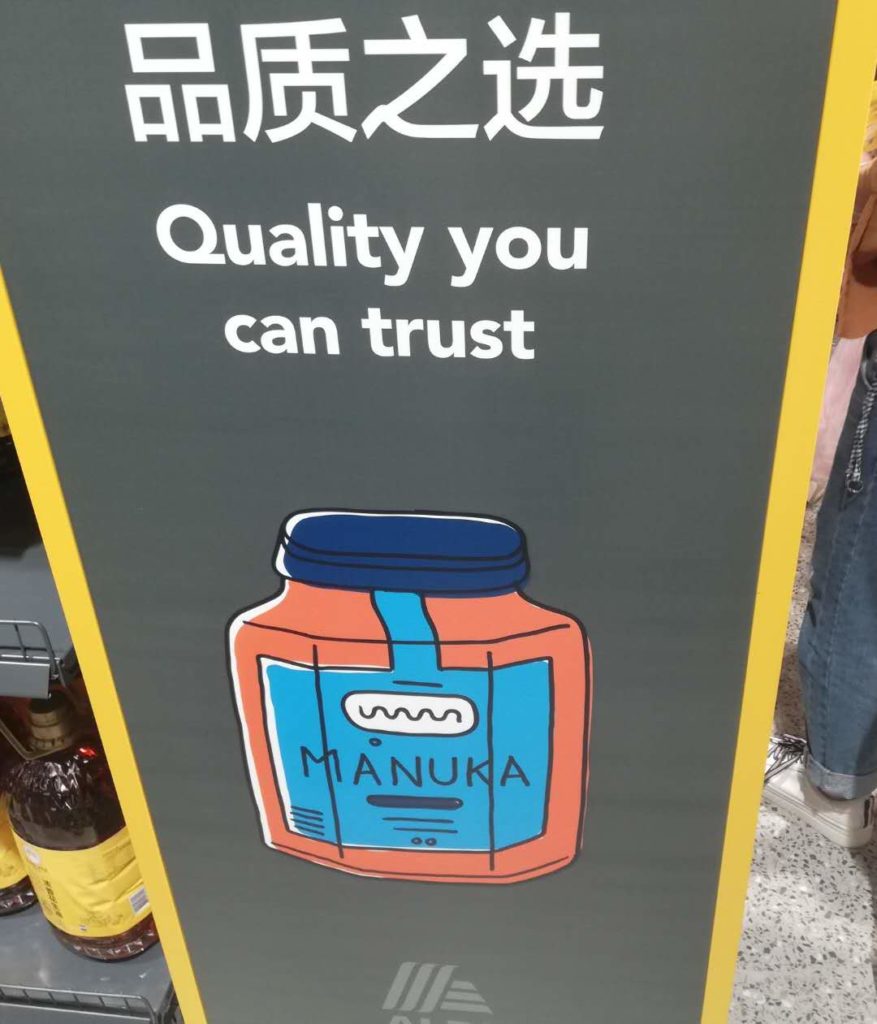 品质之选
Quality you
can trust
MANUKA